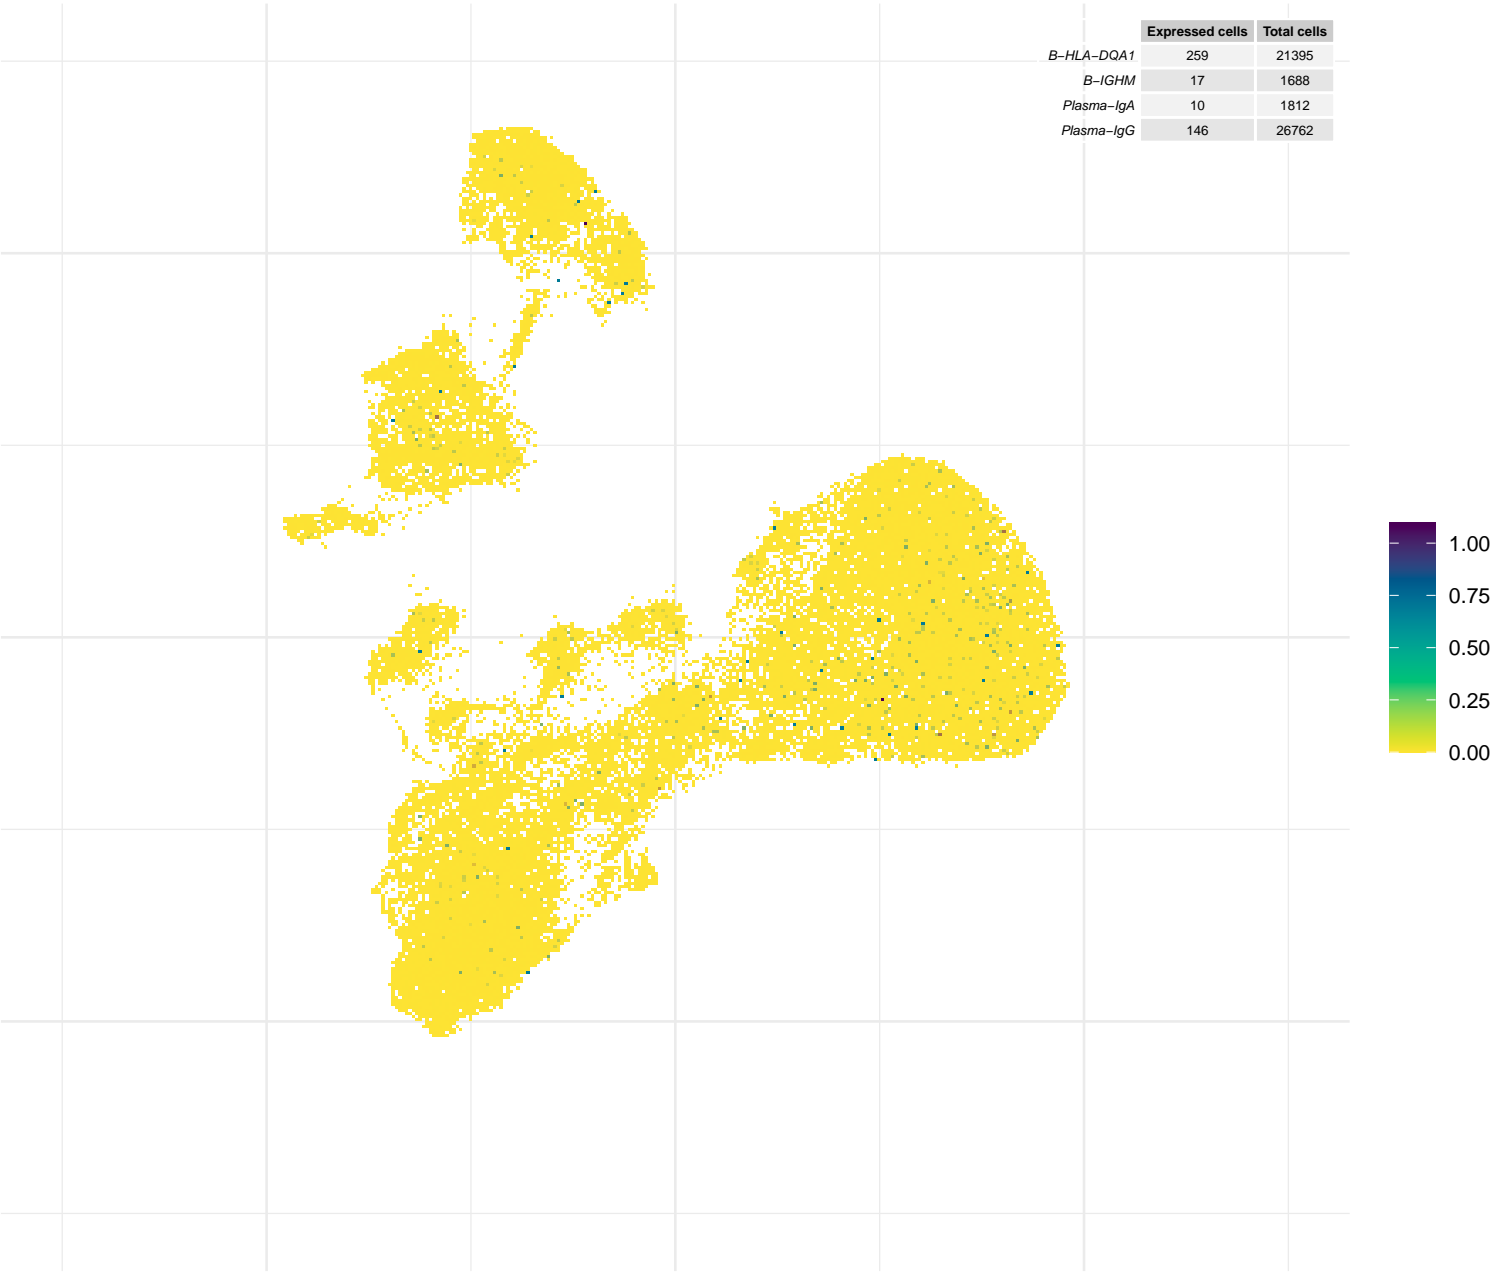 Expressed cells Total cells
B−HLA−DQA1 259 21395
B−IGHM 17 1688
Plasma−IgA 10 1812
Plasma−IgG 146 26762
1.00
0.75
0.50
0.25
0.00